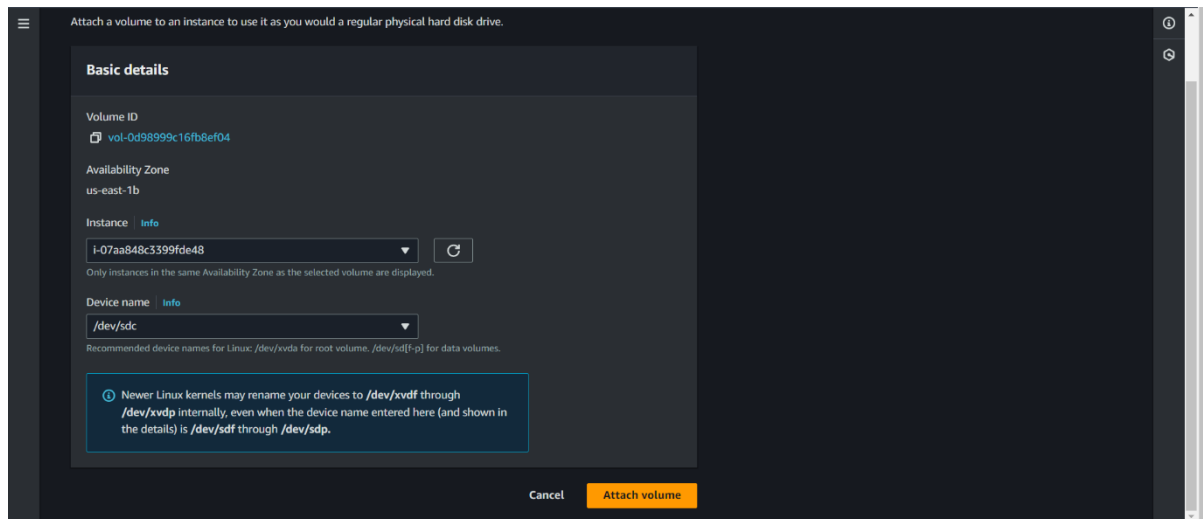 Attach a volume to an instance to use it as you would a regular physical hard disk drive.
Basic details
Volume ID
vol-0d98999c16fb8ef04
Availability Zone
us-east-1b
Instance Info
i-07aa848c3399fde48
Only instances in the same Availability Zone as the selected volume are displayed.
Device name Info
/dev/sdc
Recommended device names for Linux: /dev/xvda for root volume. /dev/sd[f-p] for data volumes.
Newer Linux kernels may rename your devices to /dev/xvdf through
/dev/xvdp internally, even when the device name entered here (and shown in
the details) is /dev/sdf through /dev/sdp.
Cancel Attach volume